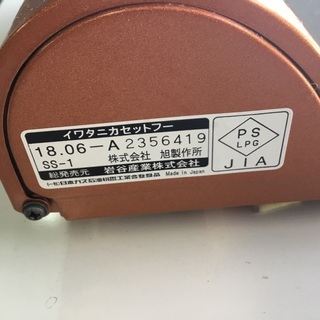 イワタニカセットフー
18.06-A2356419
SS-1 株式会社 旭製作所
総発売元 岩谷産業株式会社
Made in Japan
PS
LPG
JIA